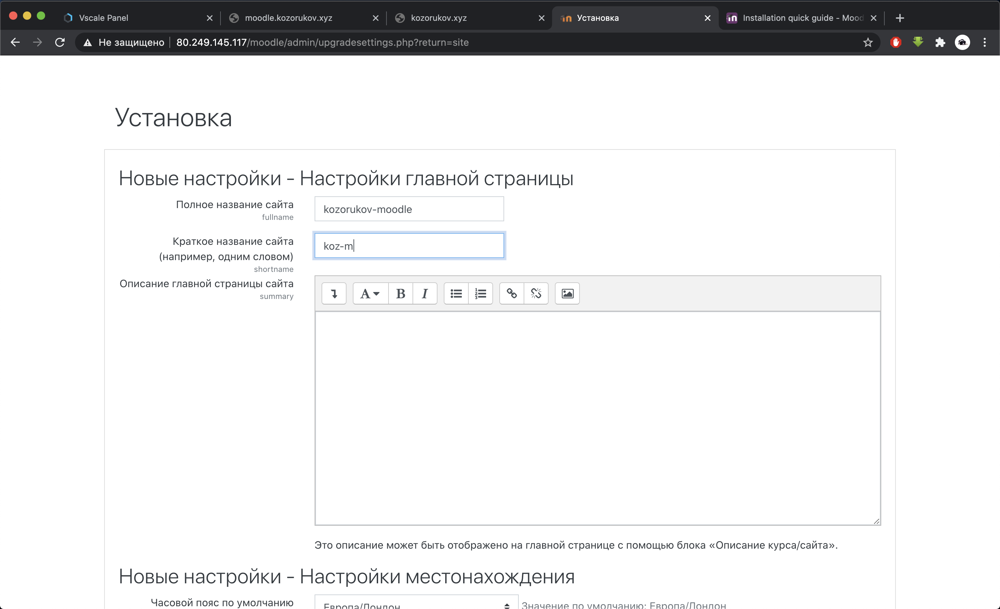 Vscale Panel
moodle.kozorukov.xyz
kozorukov.xyz
Установка
Installation quick guide - Mood
Не защищено
80.249.145.117/moodle/admin/upgradesettings.php?return=site
Установка
Новые настройки - Настройки главной страницы
Полное название сайта
fullname
kozorukov-moodle
Краткое название сайта
(например, одним словом)
shortname
koz-m
Описание главной страницы сайта
summary
Это описание может быть отображено на главной странице с помощью блока «Описание курса/сайта».
Новые настройки - Настройки местонахождения
Часовой пояс по умолчанию
Европа/Лондон
Значение по умолчанию: Европа/Лондон